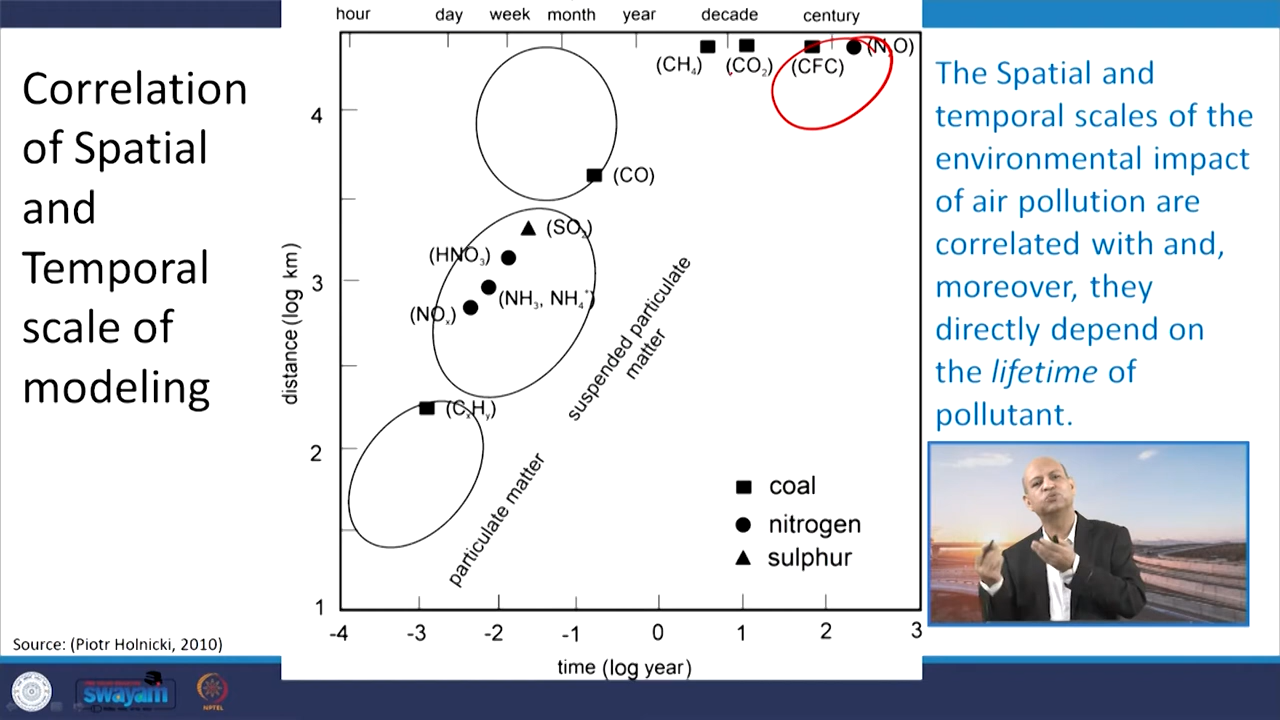 Correlation
of Spatial
and
Temporal
scale of
modeling
Source: (Piotr Holnicki, 2010)
hour day week month year decade century
distance (log km)
4
3
2
1
(CH₄) (CO₂) (CFC) (N₂O)
(CO)
(SO₂)
(HNO₃)
(NH₃, NH₄⁺)
(NOₓ)
(CₓHᵧ)
suspended particulate
matter
particulate matter
coal
nitrogen
sulphur
-4 -3 -2 -1 0 1 2 3
time (log year)
The Spatial and
temporal scales of the
environmental impact
of air pollution are
correlated with and,
moreover, they
directly depend on
the lifetime of
pollutant.
swayam
NPTEL